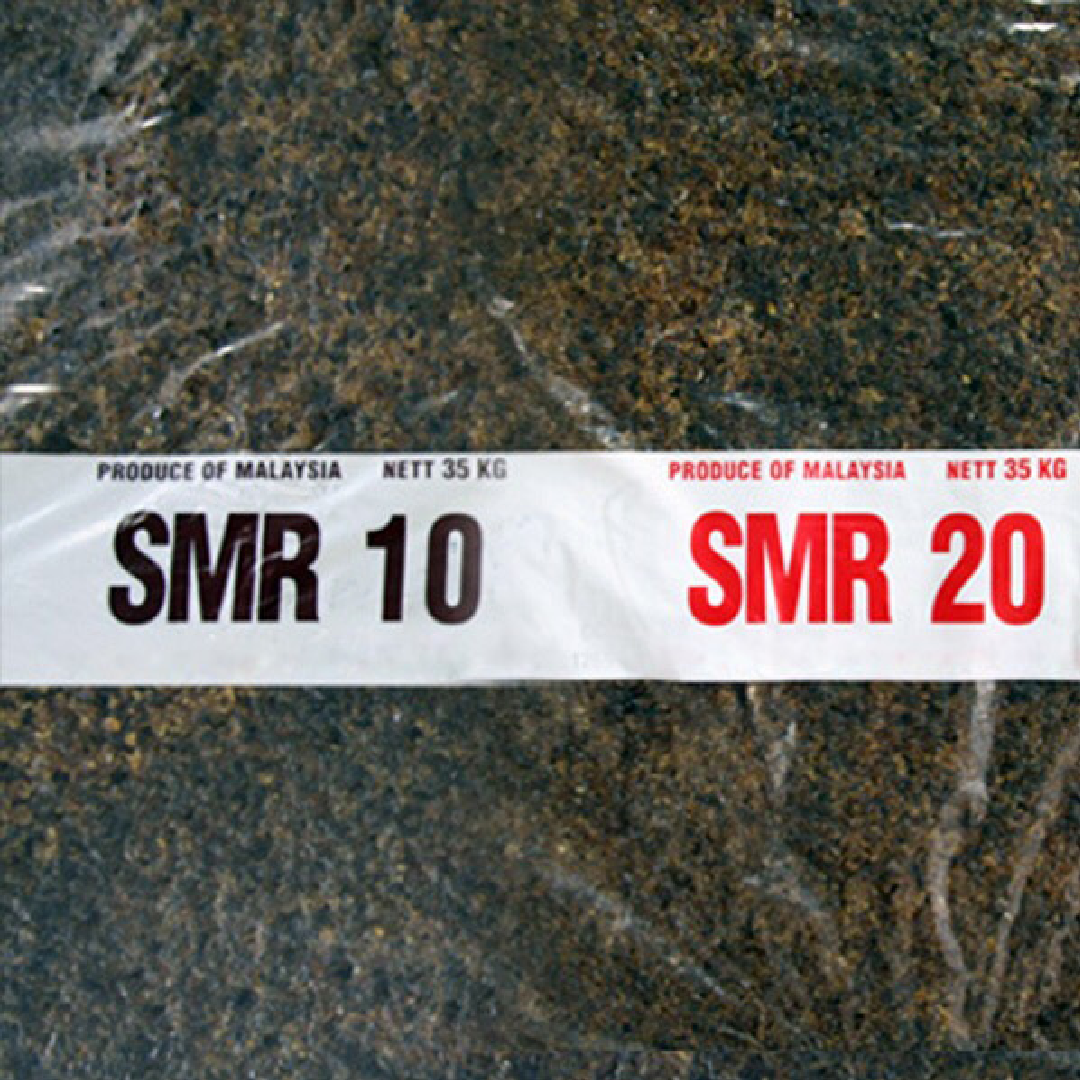 PRODUCE OF MALAYSIA NETT 35 KG
SMR 10
PRODUCE OF MALAYSIA NETT 35 KG
SMR 20